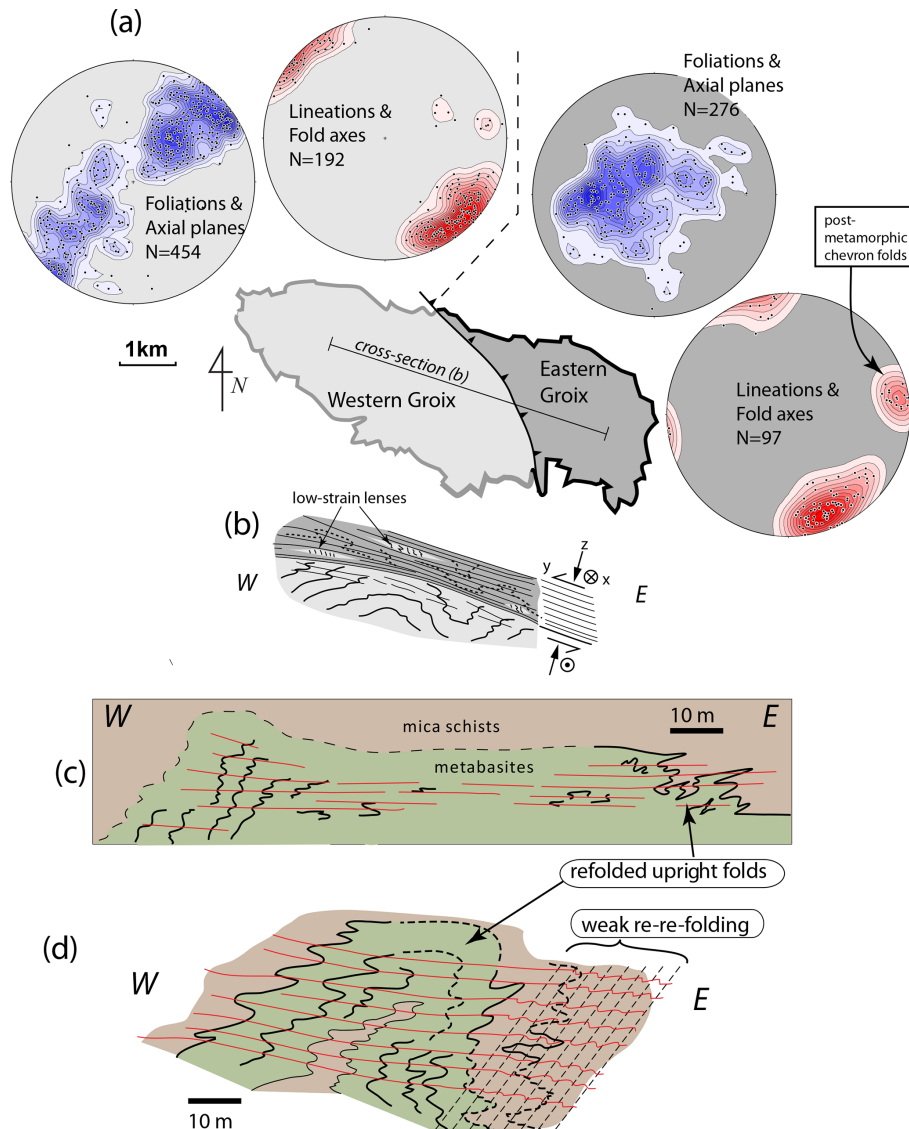 (a)
Foliations &
Axial planes
N=454
Lineations &
Fold axes
N=192
Foliations &
Axial planes
N=276
post-
metamorphic
chevron folds
Lineations &
Fold axes
N=97
1km
N
cross-section (b)
Western Groix
Eastern
Groix
(b)
low-strain lenses
W
z
y
x
E
(c)
W
mica schists
10 m
E
metabasites
refolded upright folds
weak re-re-folding
(d)
W
E
10 m